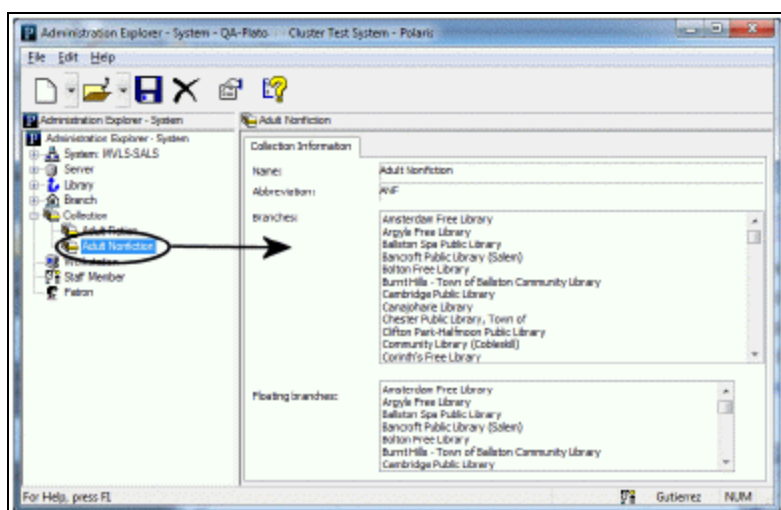 Administration Explorer - System - QA-Plato Cluster Test System - Polaris
File Edit Help
Administration Explorer - System
Adult Nonfiction
Administration Explorer - System
System: MVLS-SALS
Server
Library
Branch
Collection
Adult Fiction
Adult Nonfiction
Workstation
Staff Member
Patron
Collection Information
Name: Adult Nonfiction
Abbreviation: ANF
Branches:
Amsterdam Free Library
Argyle Free Library
Ballston Spa Public Library
Bancroft Public Library (Salem)
Bolton Free Library
Burnt Hills - Town of Ballston Community Library
Cambridge Public Library
Canajoharie Library
Chester Public Library, Town of
Clifton Park-Halfmoon Public Library
Community Library (Cobleskill)
Corinth's Free Library
Floating branches:
Amsterdam Free Library
Argyle Free Library
Ballston Spa Public Library
Bancroft Public Library (Salem)
Bolton Free Library
Burnt Hills - Town of Ballston Community Library
Cambridge Public Library
For Help, press F1
Gutierrez NUM